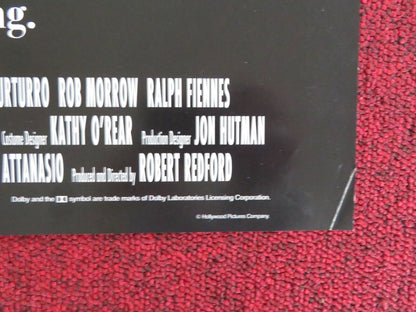 ng.
URTURRO ROB MORROW RALPH FIENNES
Costume Designer KATHY O'REAR Production Designer JON HUTMAN
ATTANASIO Produced and Directed by ROBERT REDFORD
Dolby and the symbol are trade marks of Dolby Laboratories Licensing Corporation.
© Hollywood Pictures Company.